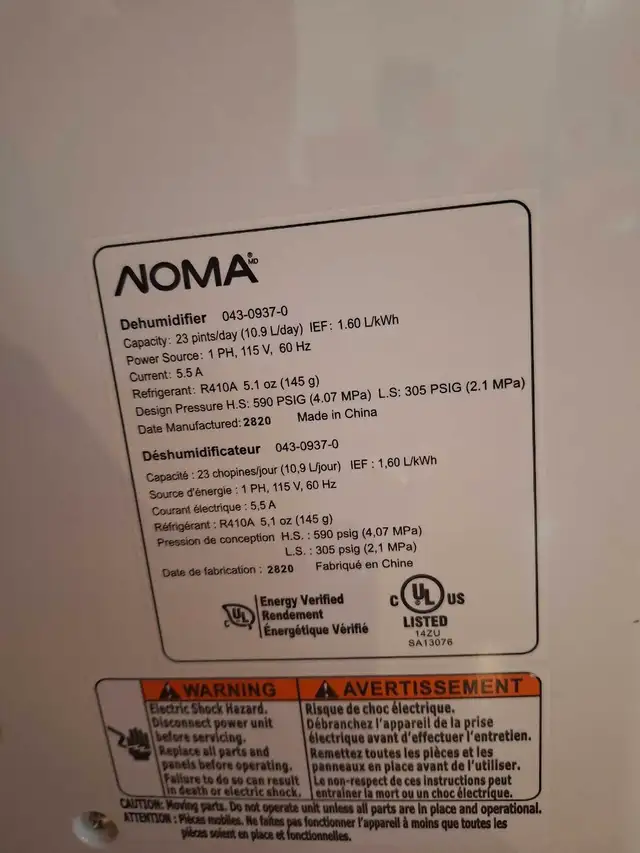 NOMA®MD
Dehumidifier 043-0937-0
Capacity: 23 pints/day (10.9 L/day) IEF: 1.60 L/kWh
Power Source: 1 PH, 115 V, 60 Hz
Current: 5.5 A
Refrigerant: R410A 5.1 oz (145 g)
Design Pressure H.S: 590 PSIG (4.07 MPa) L.S: 305 PSIG (2.1 MPa)
Date Manufactured: 2820 Made in China
Déshumidificateur 043-0937-0
Capacité : 23 chopines/jour (10,9 L/jour) IEF : 1,60 L/kWh
Source d'énergie : 1 PH, 115 V, 60 Hz
Courant électrique : 5,5 A
Réfrigérant : R410A 5,1 oz (145 g)
Pression de conception H.S. : 590 psig (4,07 MPa)
L.S. : 305 psig (2,1 MPa)
Date de fabrication : 2820 Fabriqué en Chine
c UL Energy Verified
Rendement
Énergétique Vérifié
C UL US
LISTED
14ZU
SA13076
WARNING
Electric Shock Hazard.
Disconnect power unit
before servicing.
Replace all parts and
panels before operating.
Failure to do so can result
in death or electric shock.
AVERTISSEMENT
Risque de choc électrique.
Débranchez l'appareil de la prise
électrique avant d'effectuer l'entretien.
Remettez toutes les pièces et les
panneaux en place avant de l'utiliser.
Le non-respect de ces instructions peut
entraîner la mort ou un choc électrique.
CAUTION: Moving parts. Do not operate unit unless all parts are in place and operational.
ATTENTION : Pièces mobiles. Ne faites pas fonctionner l'appareil à moins que toutes les
pièces soient en place et fonctionnelles.